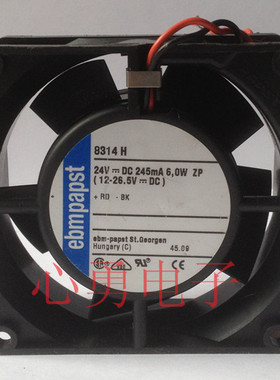 ebmpapst
8314 H
24V ⎓ DC 245mA 6,0W ZP
(12-26.5V ⎓ DC)
+ RD - BK
ebm-papst St.Georgen
Hungary (C) 45.09
心勇电子